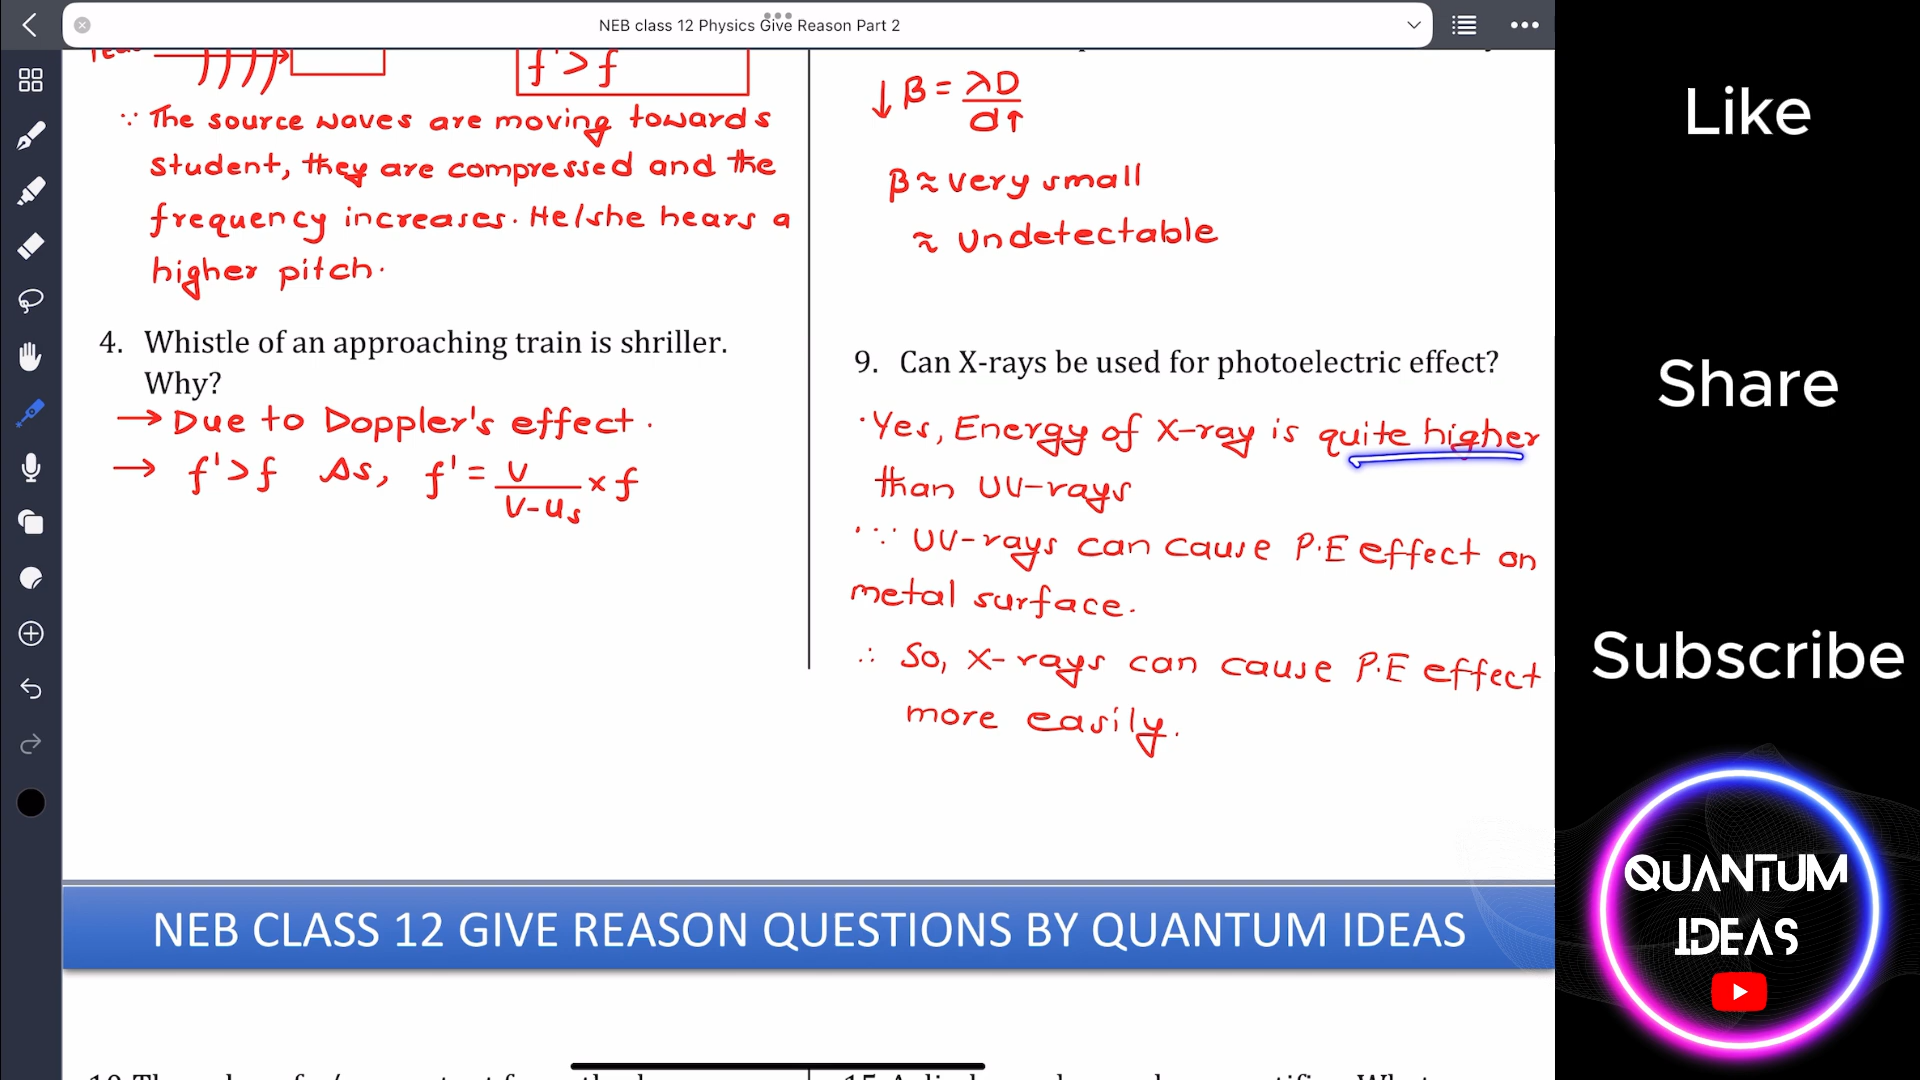 NEB class 12 Physics Give Reason Part 2
f'>f
∵ The source waves are moving towards
student, they are compressed and the
frequency increases. He/she hears a
higher pitch.
4. Whistle of an approaching train is shriller.
Why?
→ Due to Doppler's effect.
→ f'>f As, f' = v/(v-us) × f
↓ β = λD/d↑
β ≈ very small
≈ undetectable
9. Can X-rays be used for photoelectric effect?
· Yes, Energy of X-ray is quite higher
than UV-rays
∵ UV-rays can cause P.E effect on
metal surface.
∴ So, X-rays can cause P.E effect
more easily.
NEB CLASS 12 GIVE REASON QUESTIONS BY QUANTUM IDEAS
Like
Share
Subscribe
QUANTUM
IDEAS